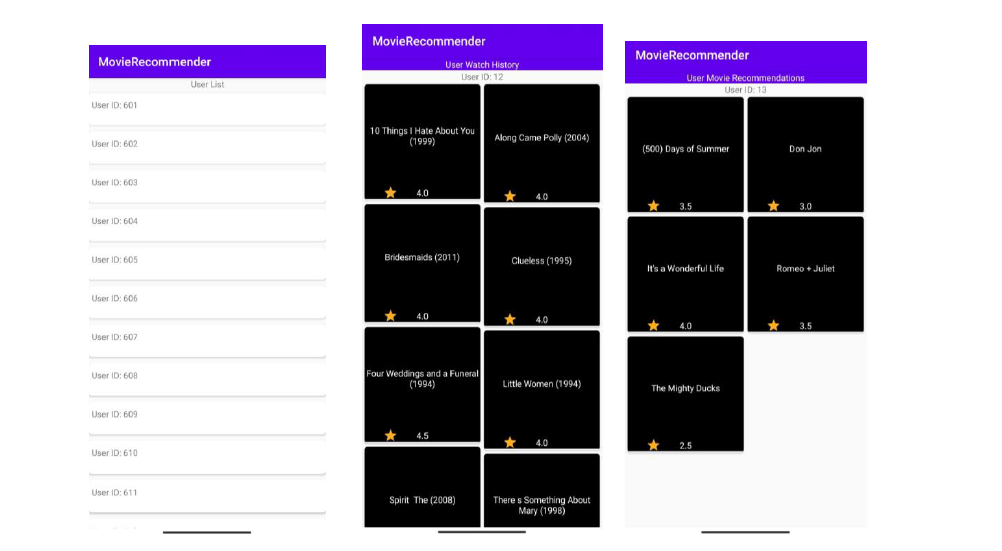 MovieRecommender
User List
User ID: 601
User ID: 602
User ID: 603
User ID: 604
User ID: 605
User ID: 606
User ID: 607
User ID: 608
User ID: 609
User ID: 610
User ID: 611
MovieRecommender
User Watch History
User ID: 12
10 Things I Hate About You
(1999)
4.0
Along Came Polly (2004)
4.0
Bridesmaids (2011)
4.0
Clueless (1995)
4.0
Four Weddings and a Funeral
(1994)
4.5
Little Women (1994)
4.0
Spirit The (2008)
There s Something About
Mary (1998)
MovieRecommender
User Movie Recommendations
User ID: 13
(500) Days of Summer
3.5
Don Jon
3.0
It's a Wonderful Life
4.0
Romeo + Juliet
3.5
The Mighty Ducks
2.5